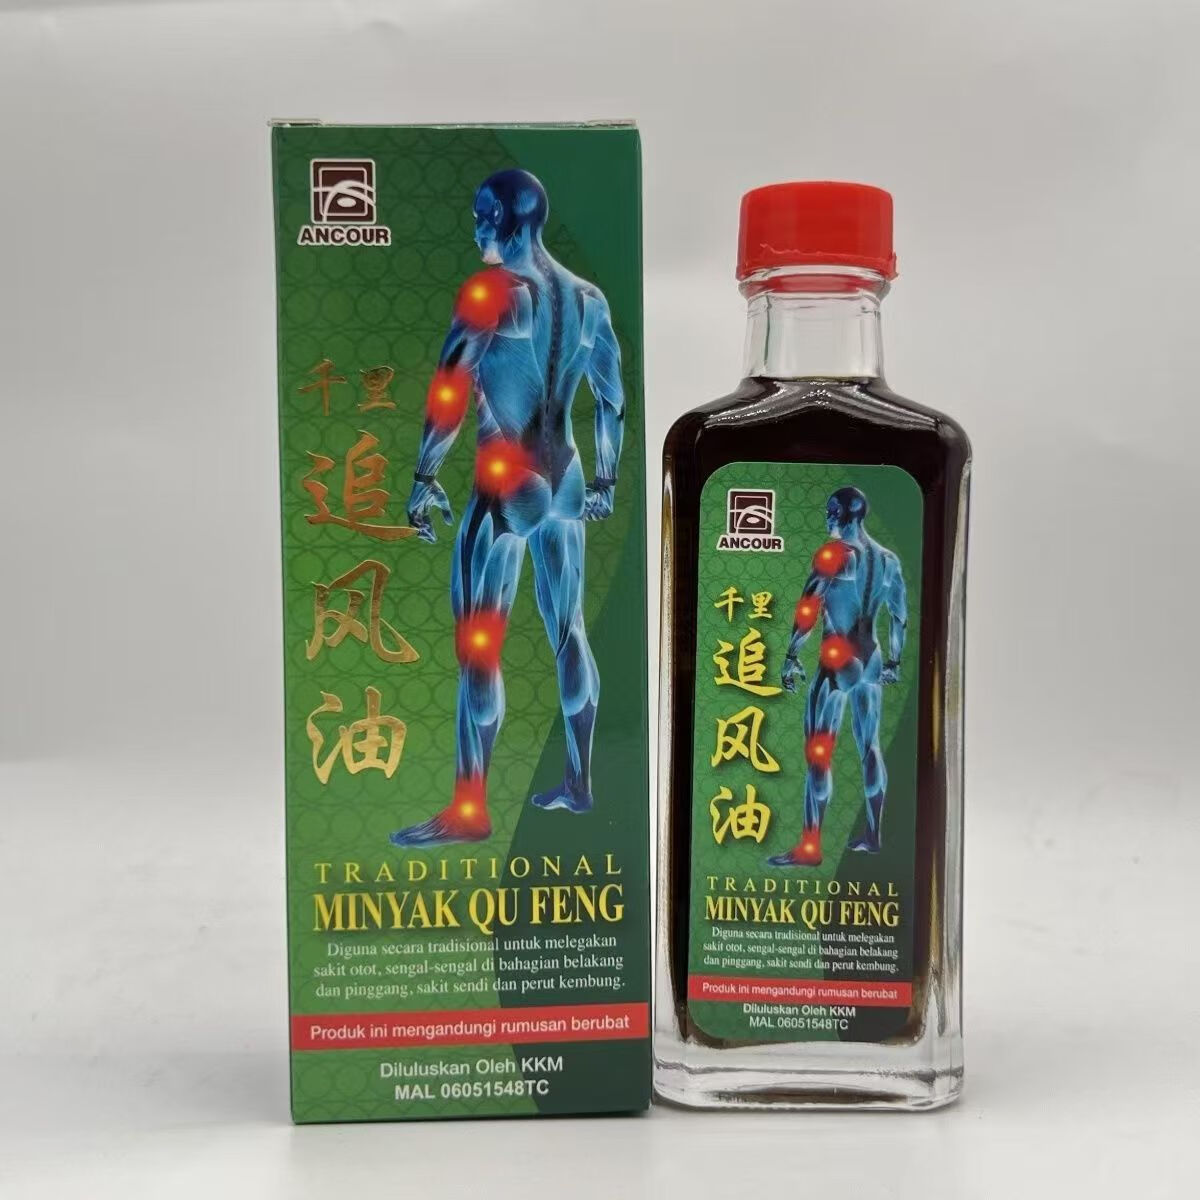 ANCOUR
千里
追
风
油
TRADITIONAL
MINYAK QU FENG
Diguna secara tradisional untuk melegakan
sakit otot, sengal-sengal di bahagian belakang
dan pinggang, sakit sendi dan perut kembung.
Produk ini mengandungi rumusan berubat
Diluluskan Oleh KKM
MAL 06051548TC
ANCOUR
千里
追
风
油
TRADITIONAL
MINYAK QU FENG
Diguna secara tradisional untuk melegakan
sakit otot, sengal-sengal di bahagian belakang
dan pinggang, sakit sendi dan perut kembung.
Produk ini mengandungi rumusan berubat
Diluluskan Oleh KKM
MAL 06051548TC